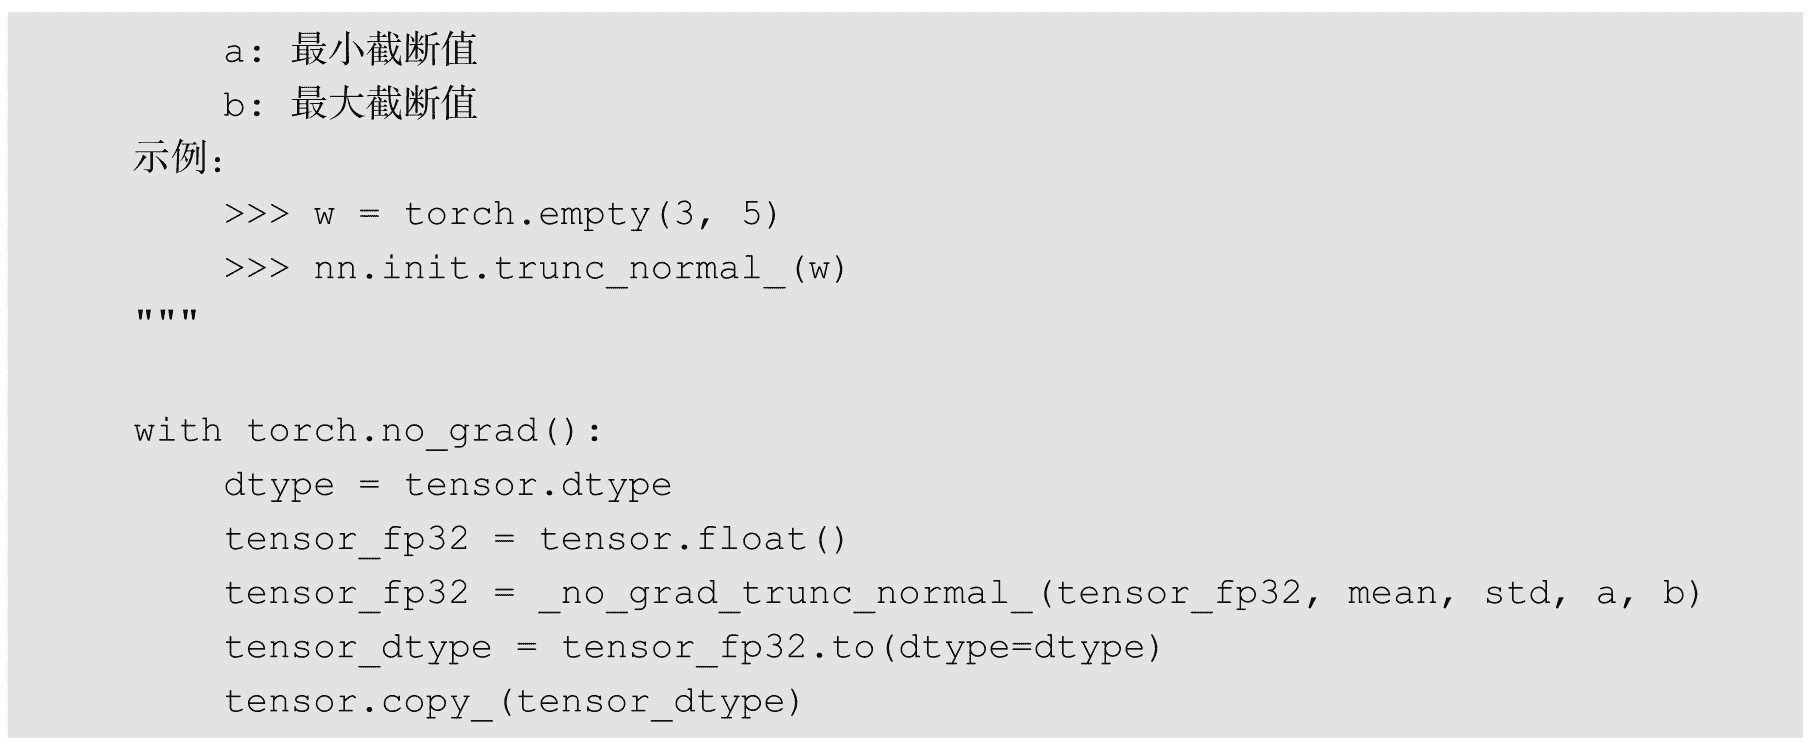 a: 最小截断值
b: 最大截断值
示例:
>>> w = torch.empty(3, 5)
>>> nn.init.trunc_normal_(w)
"""
with torch.no_grad():
dtype = tensor.dtype
tensor_fp32 = tensor.float()
tensor_fp32 = _no_grad_trunc_normal_(tensor_fp32, mean, std, a, b)
tensor_dtype = tensor_fp32.to(dtype=dtype)
tensor.copy_(tensor_dtype)